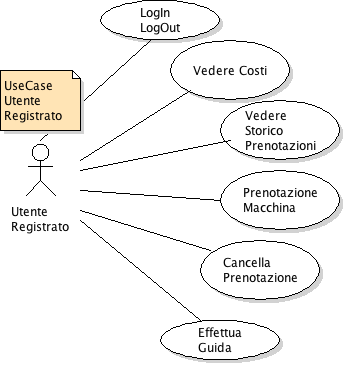 LogIn
LogOut
Vedere Costi
UseCase
Utente
Registrato
Vedere
Storico
Prenotazioni
Prenotazione
Macchina
Utente
Registrato
Cancella
Prenotazione
Effettua
Guida